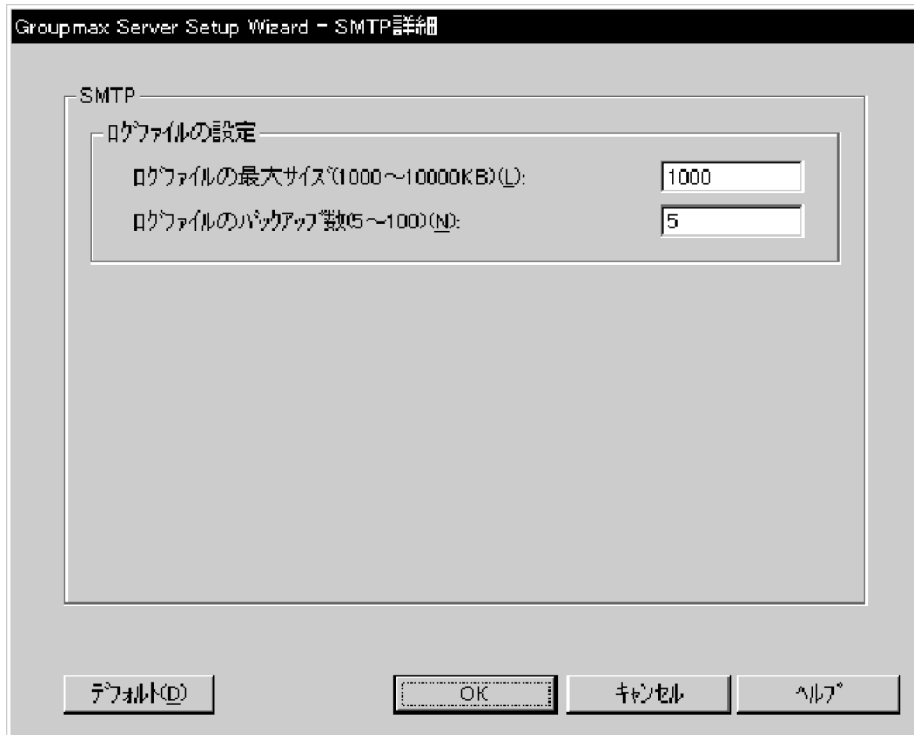 Groupmax Server Setup Wizard - SMTP詳細
SMTP
ﾛｸﾞﾌｧｲﾙの設定
ﾛｸﾞﾌｧｲﾙの最大ｻｲｽﾞ(1000～10000KB)(L):
1000
ﾛｸﾞﾌｧｲﾙのﾊﾞｯｸｱｯﾌﾟ数(5～100)(N):
5
ﾃﾞﾌｫﾙﾄ(D)
OK
ｷｬﾝｾﾙ
ﾍﾙﾌﾟ